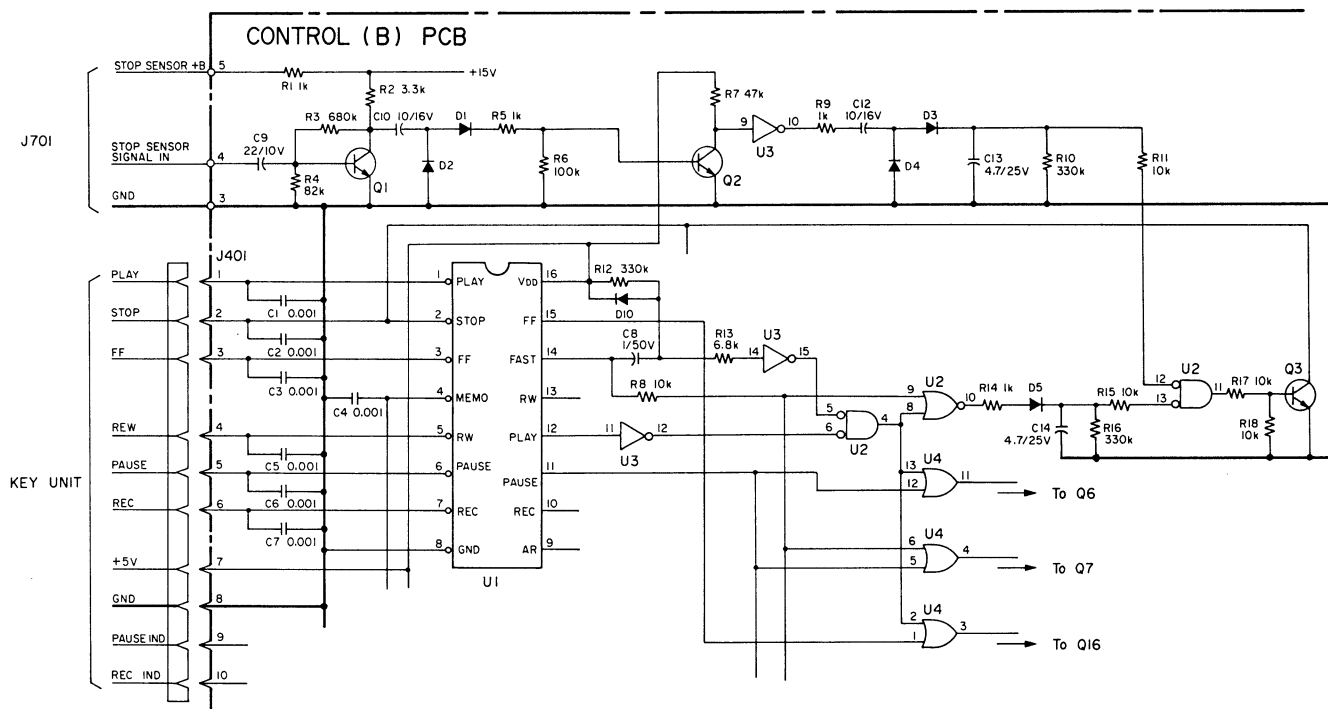 CONTROL (B) PCB
J701
STOP SENSOR +B
5
R1 1k
+15V
R2 3.3k
R3 680k
C10 10/16V
D1
R5 1k
C9
22/10V
STOP SENSOR
SIGNAL IN
4
R4
82k
Q1
D2
R6
100k
GND
3
R7 47k
9
10
U3
Q2
R9
1k
C12
10/16V
D3
D4
C13
4.7/25V
R10
330k
R11
10k
KEY UNIT
J401
PLAY
1
C1 0.001
STOP
2
C2 0.001
FF
3
C3 0.001
C4 0.001
REW
4
C5 0.001
PAUSE
5
C6 0.001
REC
6
C7 0.001
+5V
7
GND
8
PAUSE IND
9
REC IND
10
1 PLAY
2 STOP
3 FF
4 MEMO
5 RW
6 PAUSE
7 REC
8 GND
VDD 16
FF 15
FAST 14
RW 13
PLAY 12
PAUSE 11
REC 10
AR 9
U1
R12 330k
D10
C8
1/50V
R13
6.8k
U3
14
15
R8 10k
11
12
U3
5
6
4
U2
U2
9
8
10
R14 1k
D5
C14
4.7/25V
R15 10k
R16
330k
U2
12
13
11
R17 10k
R18
10k
Q3
U4
13
12
11
To Q6
U4
6
5
4
To Q7
U4
2
1
3
To Q16